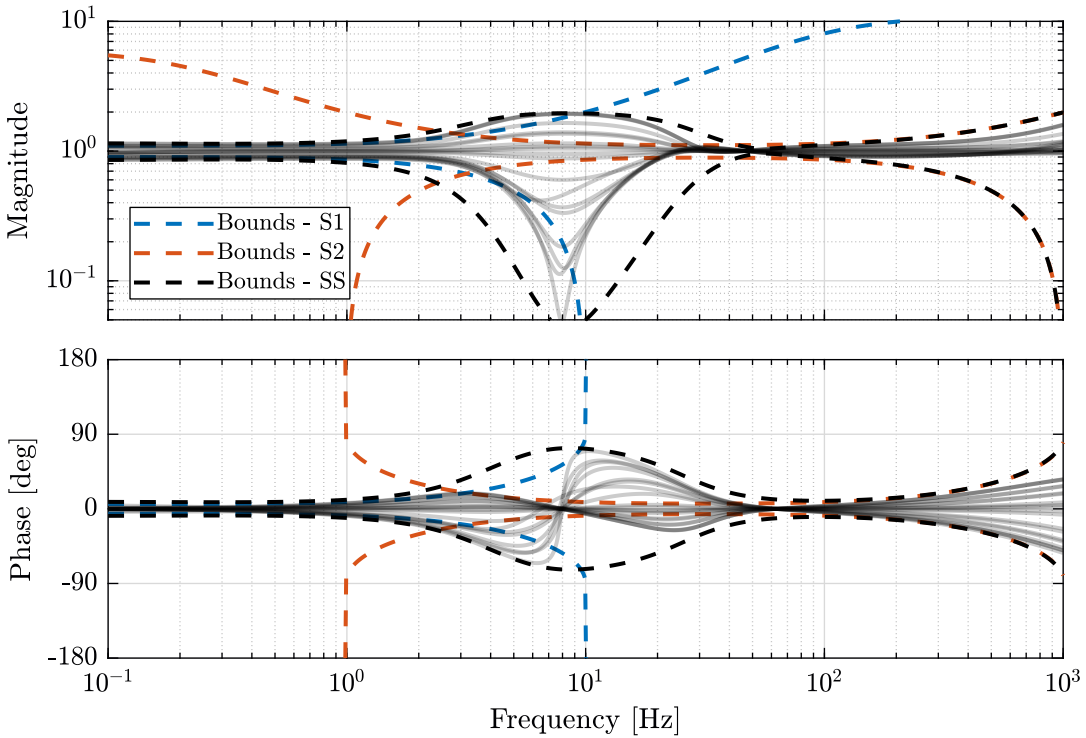 10^1
10^0
10^{-1}
Magnitude
Bounds - S1
Bounds - S2
Bounds - SS
180
90
0
-90
-180
Phase [deg]
10^{-1} 10^0 10^1 10^2 10^3
Frequency [Hz]